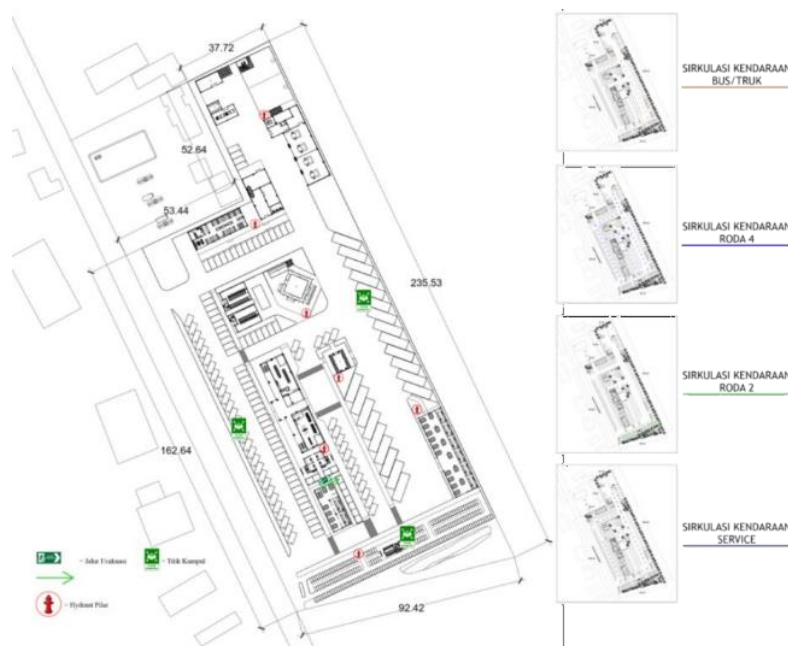 37.72
52.64
53.44
235.53
162.64
92.42
= Jalur Evakuasi
= Titik Kumpul
= Hydrant Pilar
SIRKULASI KENDARAAN
BUS/TRUK
SIRKULASI KENDARAAN
RODA 4
SIRKULASI KENDARAAN
RODA 2
SIRKULASI KENDARAAN
SERVICE